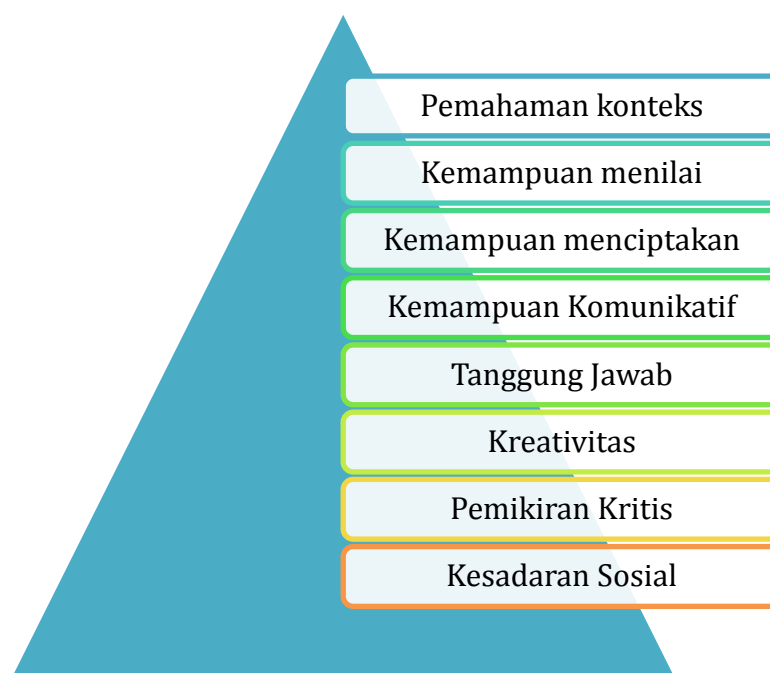 Pemahaman konteks
Kemampuan menilai
Kemampuan menciptakan
Kemampuan Komunikatif
Tanggung Jawab
Kreativitas
Pemikiran Kritis
Kesadaran Sosial